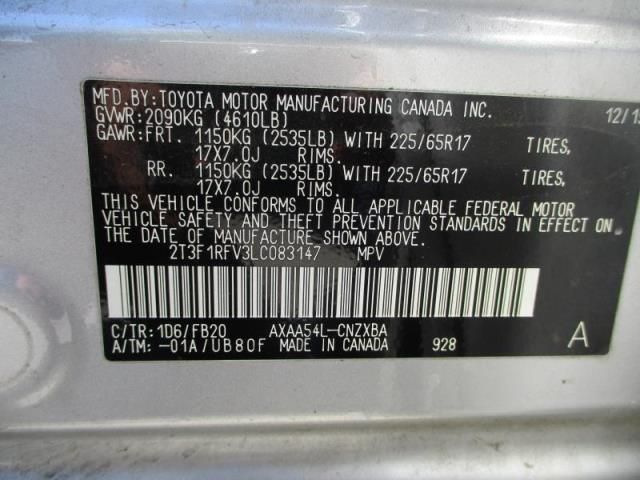 MFD.BY:TOYOTA MOTOR MANUFACTURING CANADA INC. 12/1
GVWR:2090KG (4610LB)
GAWR:FRT. 1150KG (2535LB) WITH 225/65R17 TIRES,
17X7.0J RIMS.
RR. 1150KG (2535LB) WITH 225/65R17 TIRES,
17X7.0J RIMS.
THIS VEHICLE CONFORMS TO ALL APPLICABLE FEDERAL MOTOR
VEHICLE SAFETY AND THEFT PREVENTION STANDARDS IN EFFECT ON
THE DATE OF MANUFACTURE SHOWN ABOVE.
2T3F1RFV3LC083147 MPV
C/TR:1D6/FB20 AXAA54L-CNZXBA
A/TM:-01A/UB80F MADE IN CANADA 928 A